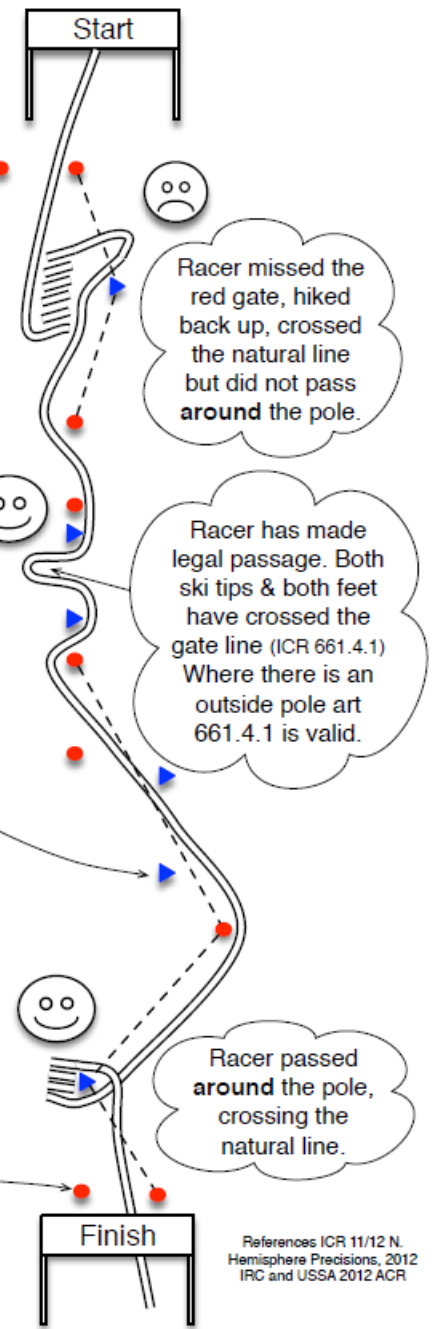 Start
Racer missed the
red gate, hiked
back up, crossed
the natural line
but did not pass
around the pole.
Racer has made
legal passage. Both
ski tips & both feet
have crossed the
gate line (ICR 661.4.1)
Where there is an
outside pole art
661.4.1 is valid.
Racer passed
around the pole,
crossing the
natural line.
Finish
References ICR 11/12 N.
Hemisphere Precisions, 2012
IRC and USSA 2012 ACR